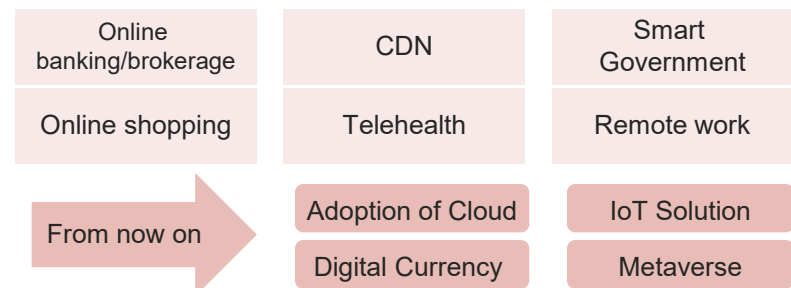 Online
banking/brokerage
CDN
Smart
Government
Online shopping
Telehealth
Remote work
From now on
Adoption of Cloud
IoT Solution
Digital Currency
Metaverse